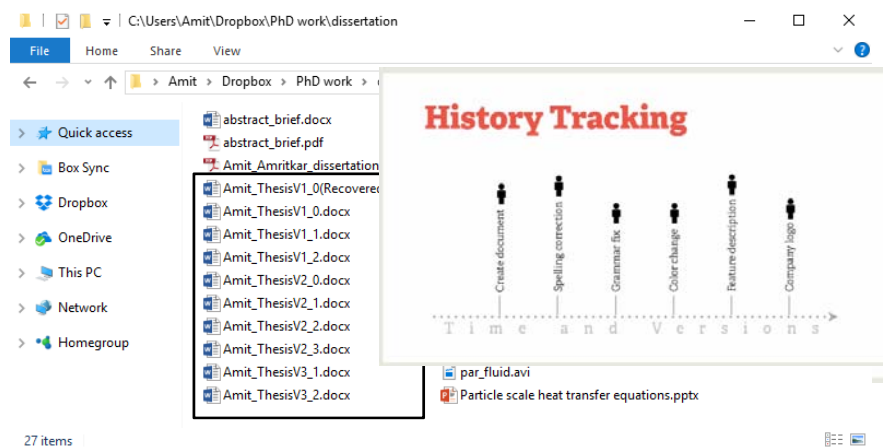 C:\Users\Amit\Dropbox\PhD work\dissertation
File Home Share View
Amit > Dropbox > PhD work >
Quick access
Box Sync
Dropbox
OneDrive
This PC
Network
Homegroup
abstract_brief.docx
abstract_brief.pdf
Amit_Amritkar_dissertation
Amit_ThesisV1_0(Recovered
Amit_ThesisV1_0.docx
Amit_ThesisV1_1.docx
Amit_ThesisV1_2.docx
Amit_ThesisV2_0.docx
Amit_ThesisV2_1.docx
Amit_ThesisV2_2.docx
Amit_ThesisV2_3.docx
Amit_ThesisV3_1.docx
Amit_ThesisV3_2.docx
History Tracking
Create document
Spelling correction
Grammar fix
Color change
Feature description
Company logo
Time and Versions
par_fluid.avi
Particle scale heat transfer equations.pptx
27 items